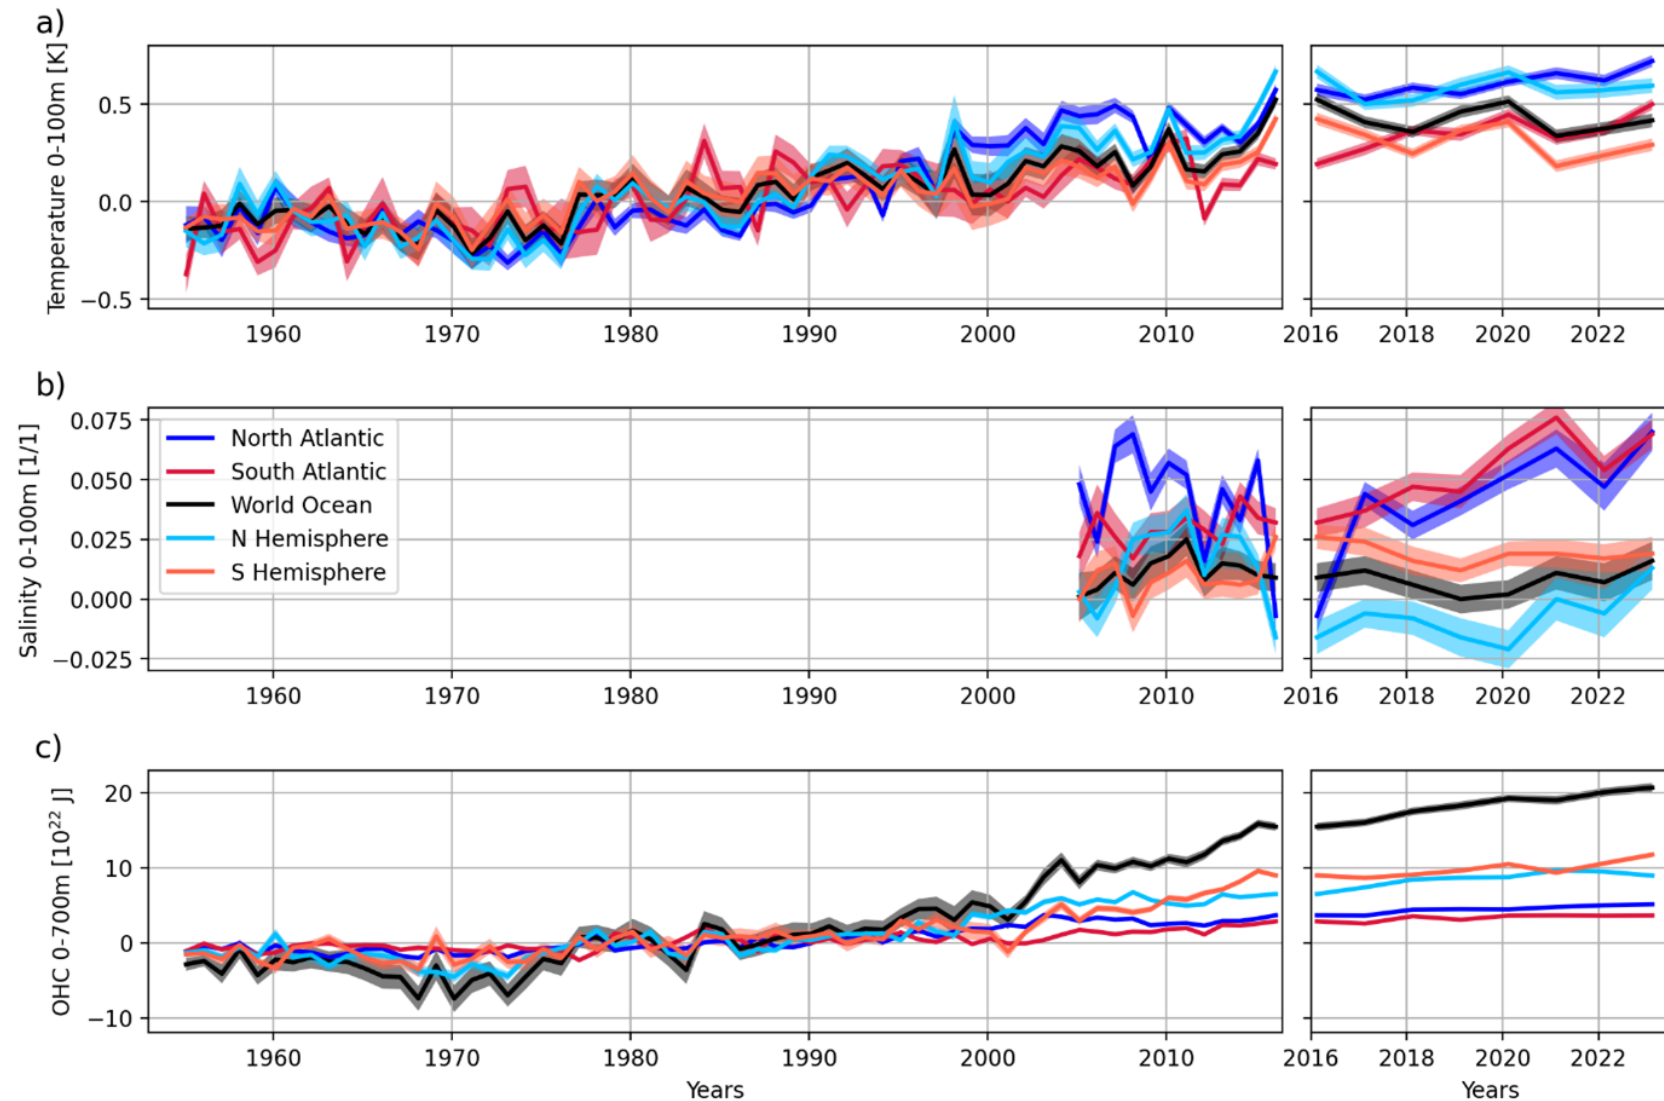 a)
Temperature 0-100m [K]
0.5
0.0
−0.5
1960 1970 1980 1990 2000 2010 2016 2018 2020 2022
b)
Salinity 0-100m [1/1]
0.075
0.050
0.025
0.000
−0.025
North Atlantic
South Atlantic
World Ocean
N Hemisphere
S Hemisphere
1960 1970 1980 1990 2000 2010 2016 2018 2020 2022
c)
OHC 0-700m [10²² J]
20
10
0
−10
1960 1970 1980 1990 2000 2010 2016 2018 2020 2022
Years Years